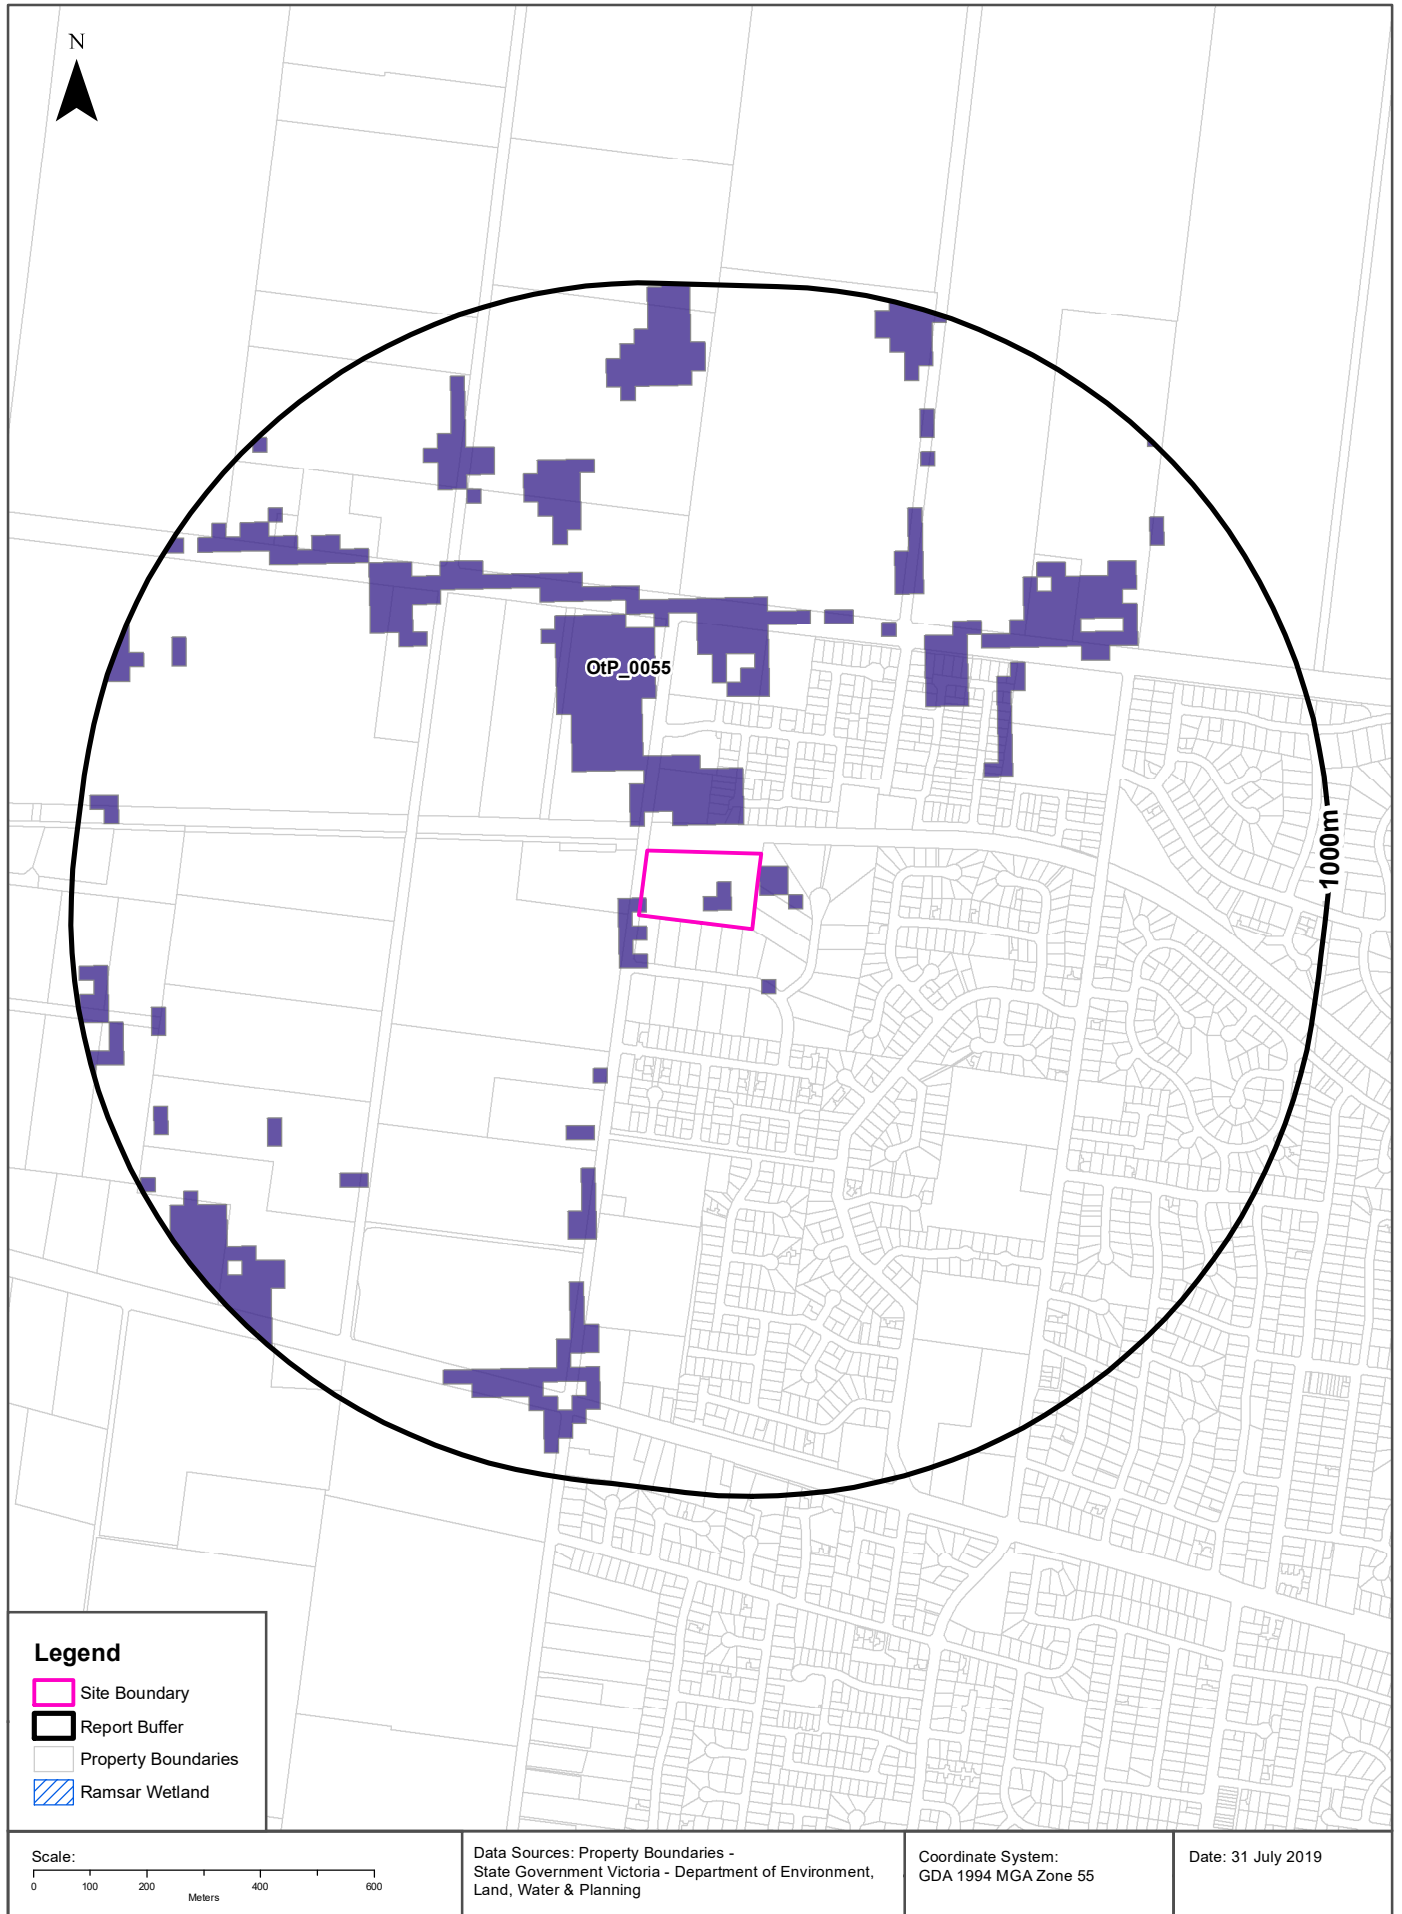 N
OtP_0055
1000m
Legend
Site Boundary
Report Buffer
Property Boundaries
Ramsar Wetland
Scale:
0 100 200 400 600
Meters
Data Sources: Property Boundaries -
State Government Victoria - Department of Environment,
Land, Water & Planning
Coordinate System:
GDA 1994 MGA Zone 55
Date: 31 July 2019